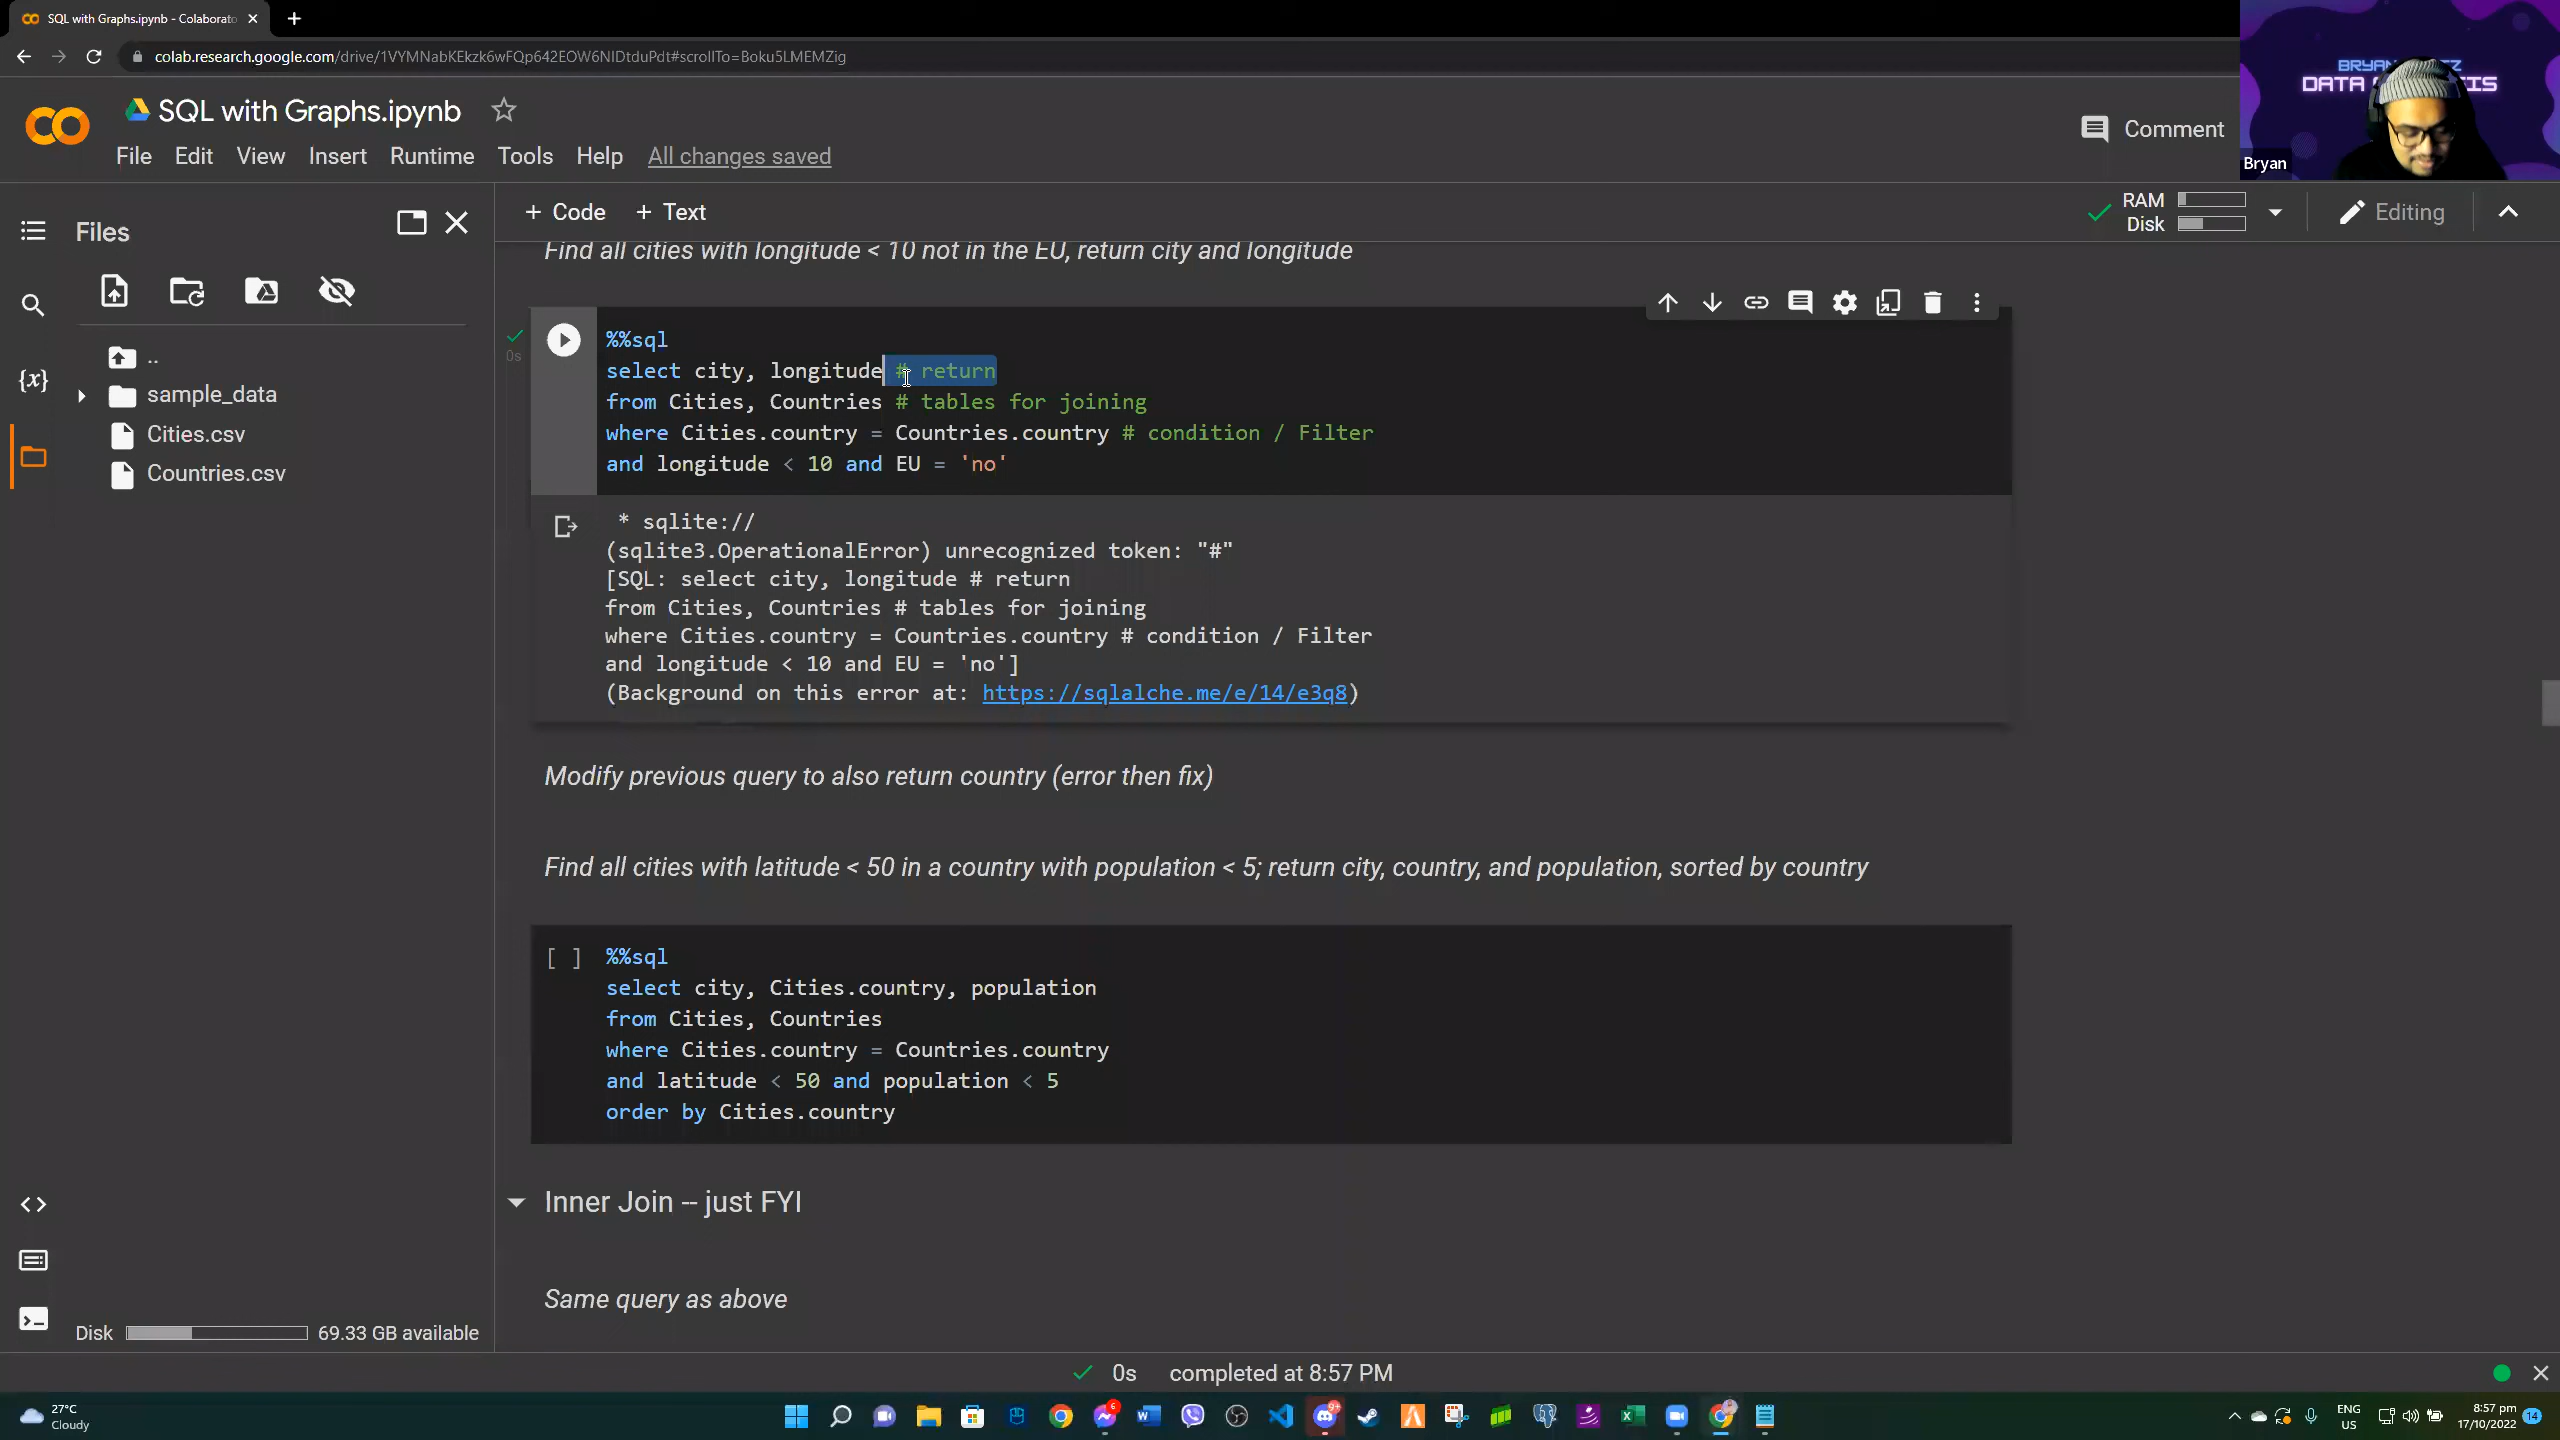 SQL with Graphs.ipynb - Colaborato
colab.research.google.com/drive/1VYMNabKEkzk6wFQp642EOW6NIDtduPdt#scrollTo=Boku5LMEMZig
SQL with Graphs.ipynb
File Edit View Insert Runtime Tools Help All changes saved
Comment
BRYAN
DATA
Bryan
Files
+ Code + Text
RAM
Disk
Editing
..
sample_data
Cities.csv
Countries.csv
{x}
Find all cities with longitude < 10 not in the EU, return city and longitude
0s
%%sql
select city, longitude # return
from Cities, Countries # tables for joining
where Cities.country = Countries.country # condition / Filter
and longitude < 10 and EU = 'no'
* sqlite://
(sqlite3.OperationalError) unrecognized token: "#"
[SQL: select city, longitude # return
from Cities, Countries # tables for joining
where Cities.country = Countries.country # condition / Filter
and longitude < 10 and EU = 'no']
(Background on this error at: https://sqlalche.me/e/14/e3q8)
Modify previous query to also return country (error then fix)
Find all cities with latitude < 50 in a country with population < 5; return city, country, and population, sorted by country
[ ]
%%sql
select city, Cities.country, population
from Cities, Countries
where Cities.country = Countries.country
and latitude < 50 and population < 5
order by Cities.country
Inner Join -- just FYI
Same query as above
Disk 69.33 GB available
0s completed at 8:57 PM
27°C
Cloudy
6
9+
ENG
US
8:57 pm
17/10/2022
14